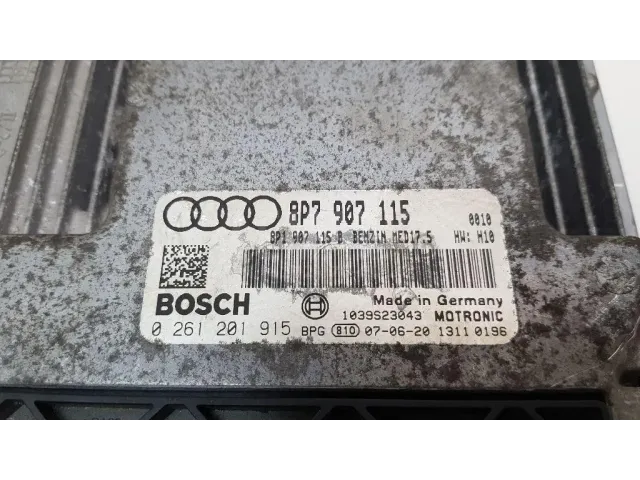 8P7 907 115 0010
8P1 907 115 B BENZIN MED17.5 HW: H10
BOSCH Made in Germany
1039S23043 MOTRONIC
0 261 201 915 BPG 810 07-06-20 1311 0196